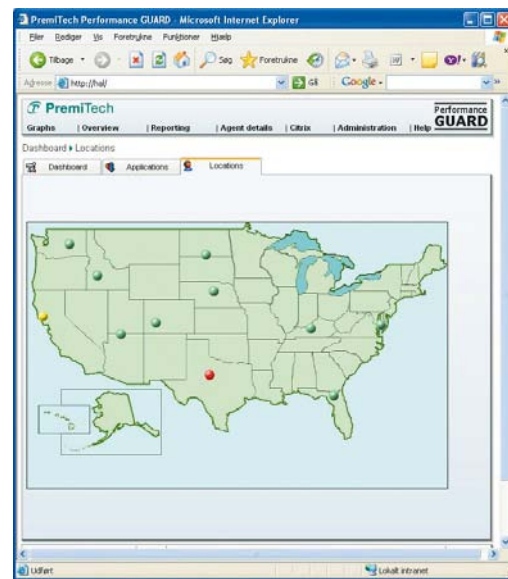 PremiTech Performance GUARD - Microsoft Internet Explorer
Filer Rediger Vis Foretrukne Funktioner Hjælp
Tilbage Søg Foretrukne
Adresse http://hal/ Gå Google
PremiTech Performance GUARD
Graphs | Overview | Reporting | Agent details | Citrix | Administration | Help
Dashboard Locations
Dashboard Applications Locations
Udført Lokalt intranet